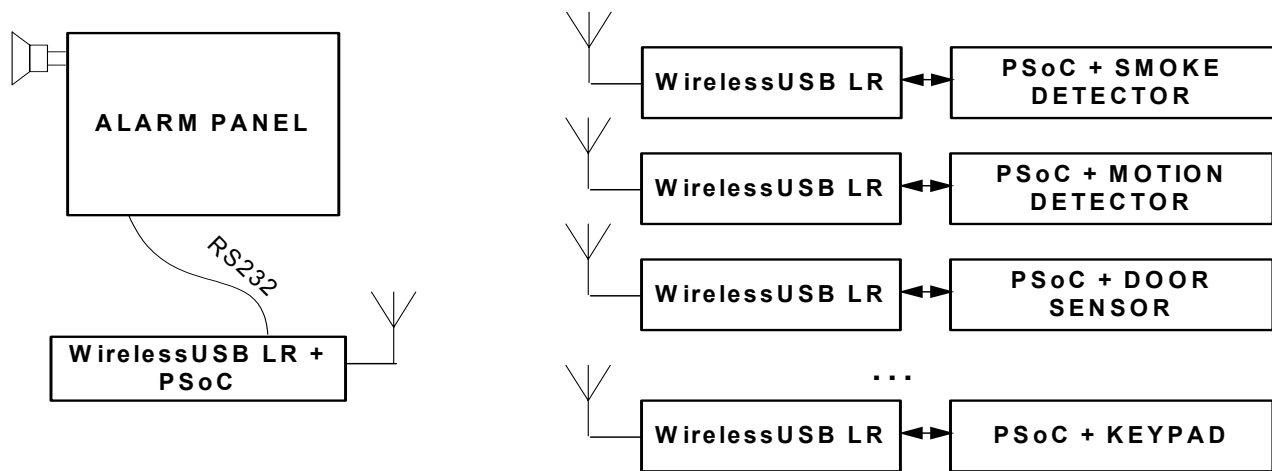 ALARM PANEL
RS232
WirelessUSB LR +
PSoC
WirelessUSB LR
PSoC + SMOKE
DETECTOR
WirelessUSB LR
PSoC + MOTION
DETECTOR
WirelessUSB LR
PSoC + DOOR
SENSOR
...
WirelessUSB LR
PSoC + KEYPAD